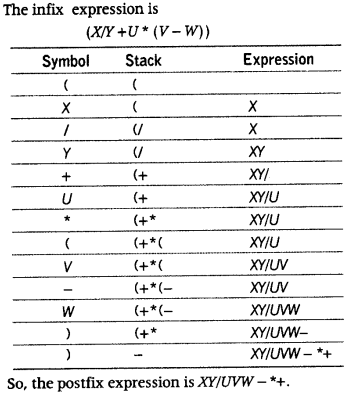 The infix expression is
(X/Y+U*(V-W))
Symbol Stack Expression
( (
X ( X
/ (/ X
Y (/ XY
+ (+ XY/
U (+ XY/U
* (+* XY/U
( (+*( XY/U
V (+*( XY/UV
- (+*(- XY/UV
W (+*(- XY/UVW
) (+* XY/UVW-
) - XY/UVW-*+
So, the postfix expression is XY/UVW-*+.